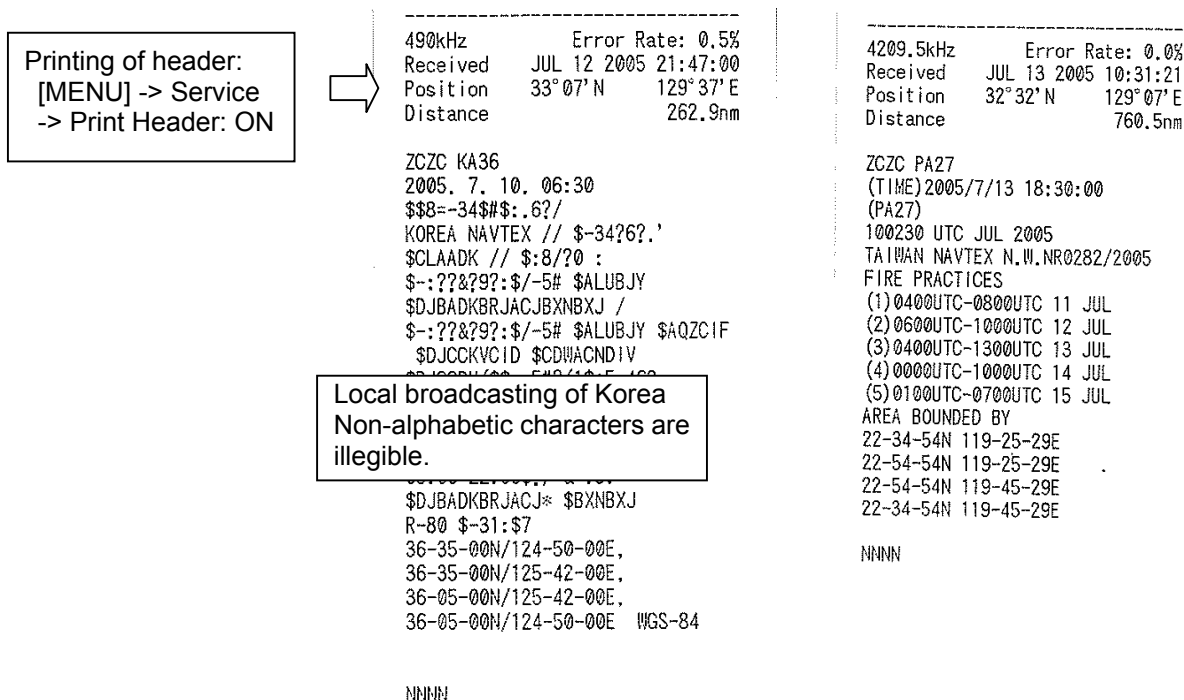 Printing of header:
[MENU] -> Service
-> Print Header: ON
--------------------------------
490kHz Error Rate: 0.5%
Received JUL 12 2005 21:47:00
Position 33°07'N 129°37'E
Distance 262.9nm
ZCZC KA36
2005. 7. 10. 06:30
$$8=-34$#$:.6?/
KOREA NAVTEX // $-34?6?.'
$CLAADK // $:8/?0 :
$-:??&?9?:$/-5# $ALUBJY
$DJBADKBRJACJBXNBXJ /
$-:??&?9?:$/-5# $ALUBJY $AQZCIF
$DJCCKVCID $CDWACNDIV
Local broadcasting of Korea
Non-alphabetic characters are
illegible.
$DJBADKBRJACJ* $BXNBXJ
R-80 $-31:$7
36-35-00N/124-50-00E,
36-35-00N/125-42-00E,
36-05-00N/125-42-00E,
36-05-00N/124-50-00E WGS-84
NNNN
--------------------------------
4209.5kHz Error Rate: 0.0%
Received JUL 13 2005 10:31:21
Position 32°32'N 129°07'E
Distance 760.5nm
ZCZC PA27
(TIME)2005/7/13 18:30:00
(PA27)
100230 UTC JUL 2005
TAIWAN NAVTEX N.W.NR0282/2005
FIRE PRACTICES
(1)0400UTC-0800UTC 11 JUL
(2)0600UTC-1000UTC 12 JUL
(3)0400UTC-1300UTC 13 JUL
(4)0000UTC-1000UTC 14 JUL
(5)0100UTC-0700UTC 15 JUL
AREA BOUNDED BY
22-34-54N 119-25-29E
22-54-54N 119-25-29E
22-54-54N 119-45-29E
22-34-54N 119-45-29E
NNNN